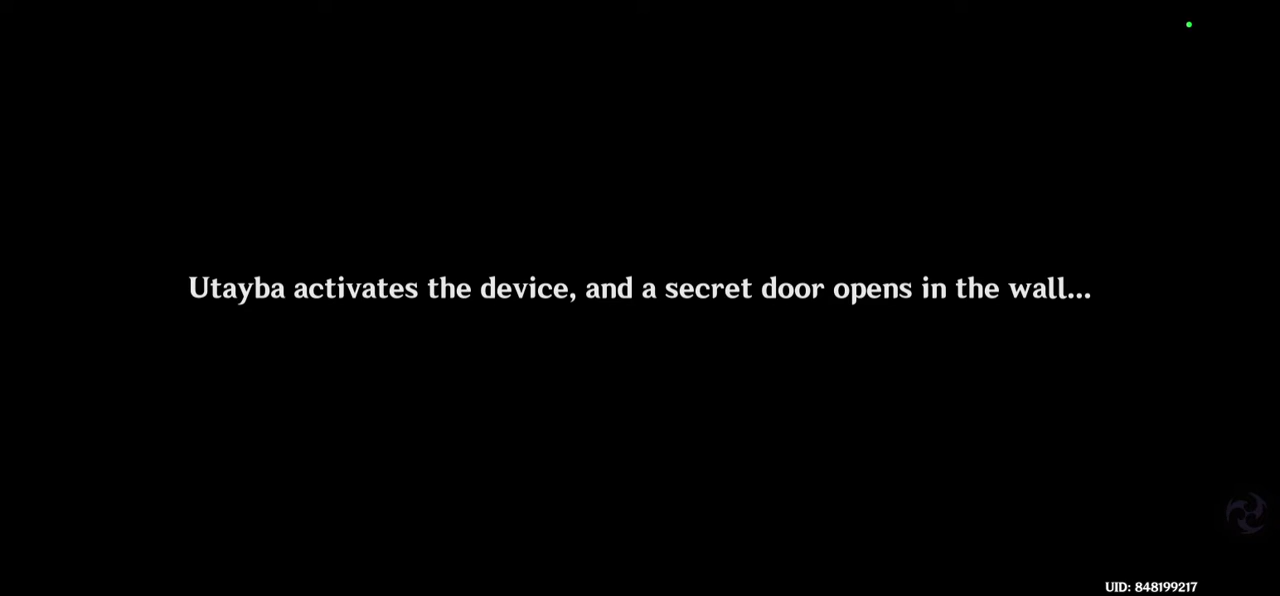 Utayba activates the device, and a secret door opens in the wall...
UID: 848199217